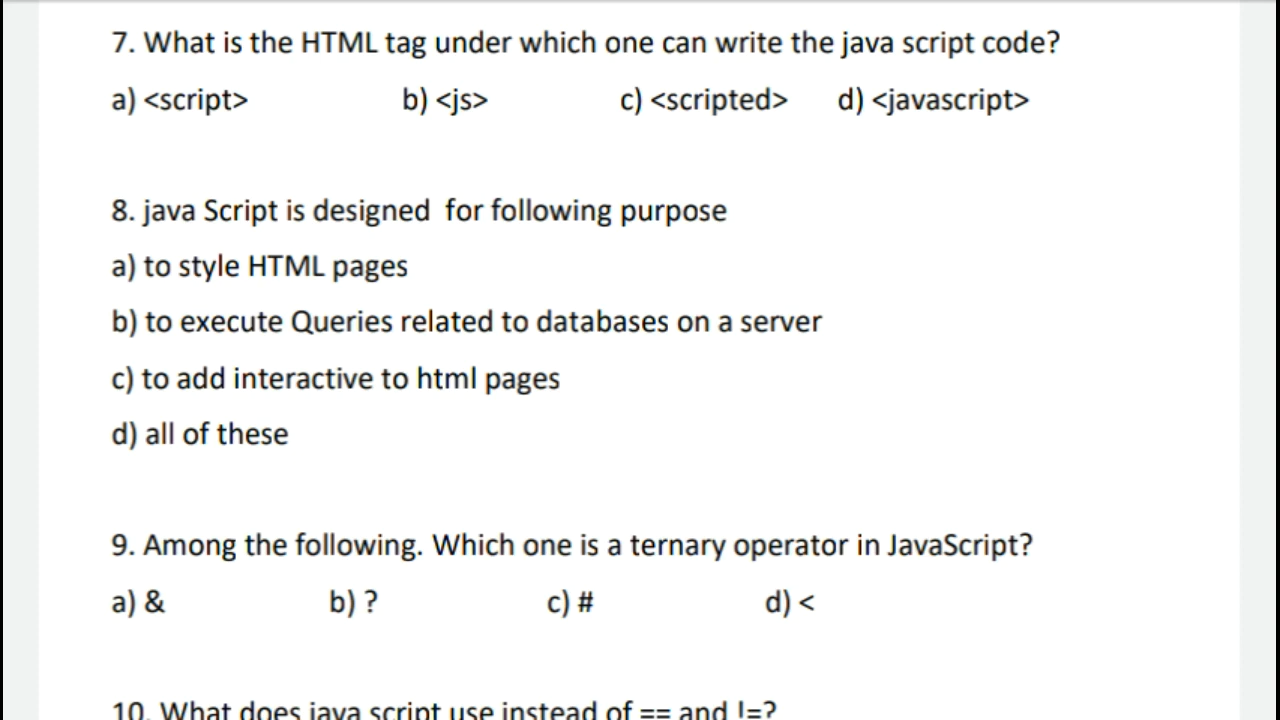 7. What is the HTML tag under which one can write the java script code?
a) <script> b) <js> c) <scripted> d) <javascript>
8. java Script is designed for following purpose
a) to style HTML pages
b) to execute Queries related to databases on a server
c) to add interactive to html pages
d) all of these
9. Among the following. Which one is a ternary operator in JavaScript?
a) & b) ? c) # d) <
10. What does java script use instead of == and !=?